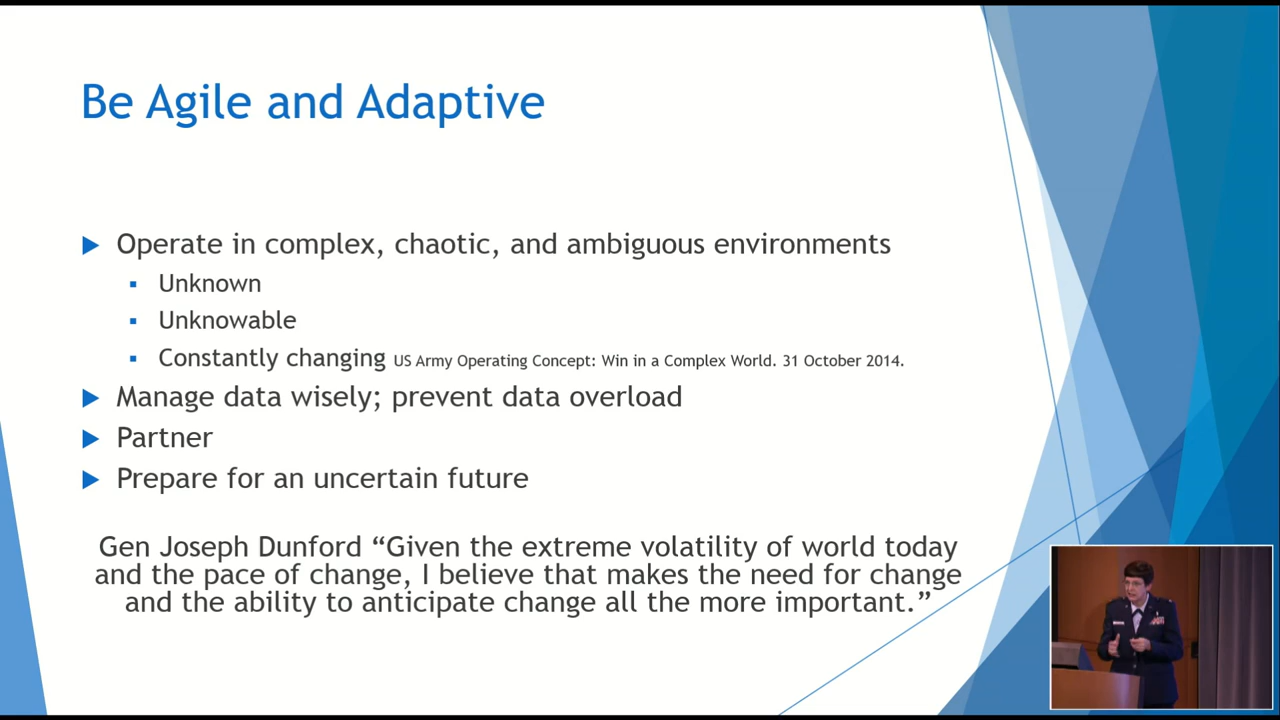 Be Agile and Adaptive
Operate in complex, chaotic, and ambiguous environments
Unknown
Unknowable
Constantly changing US Army Operating Concept: Win in a Complex World. 31 October 2014.
Manage data wisely; prevent data overload
Partner
Prepare for an uncertain future
Gen Joseph Dunford “Given the extreme volatility of world today
and the pace of change, I believe that makes the need for change
and the ability to anticipate change all the more important.”